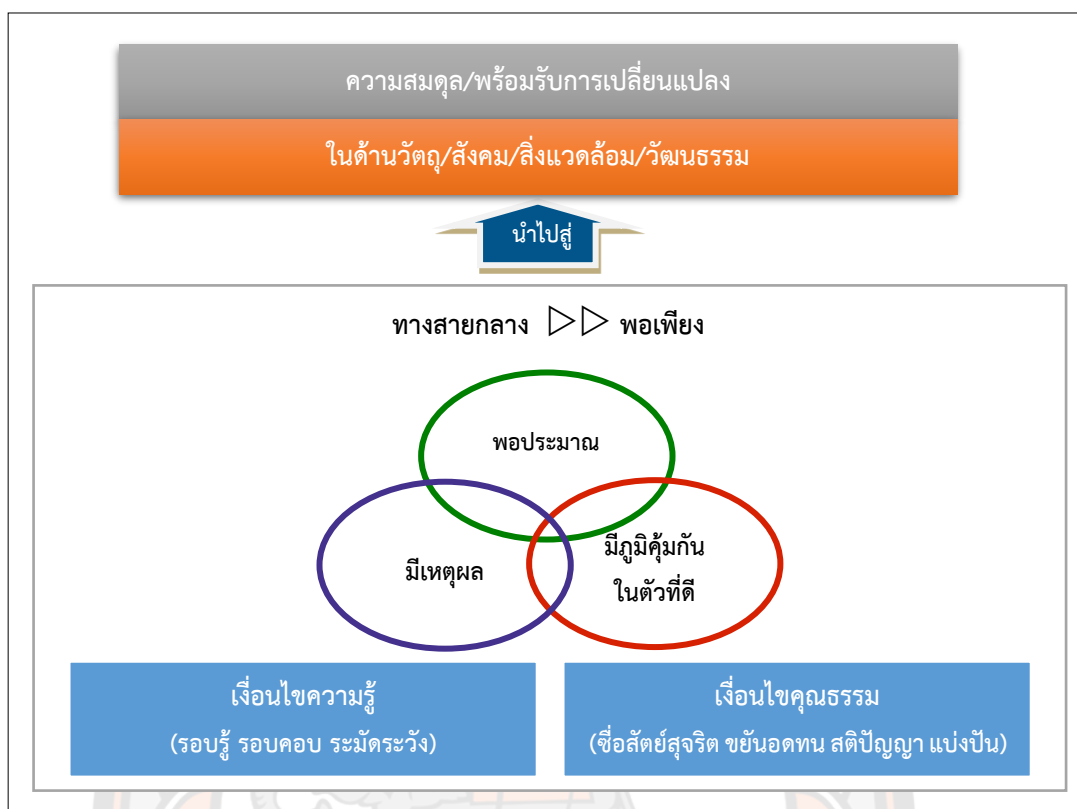 ความสมดุล/พร้อมรับการเปลี่ยนแปลง
ในด้านวัตถุ/สังคม/สิ่งแวดล้อม/วัฒนธรรม
นำไปสู่
ทางสายกลาง ▷▷ พอเพียง
พอประมาณ
มีเหตุผล
มีภูมิคุ้มกัน
ในตัวที่ดี
เงื่อนไขความรู้
(รอบรู้ รอบคอบ ระมัดระวัง)
เงื่อนไขคุณธรรม
(ซื่อสัตย์สุจริต ขยันอดทน สติปัญญา แบ่งปัน)